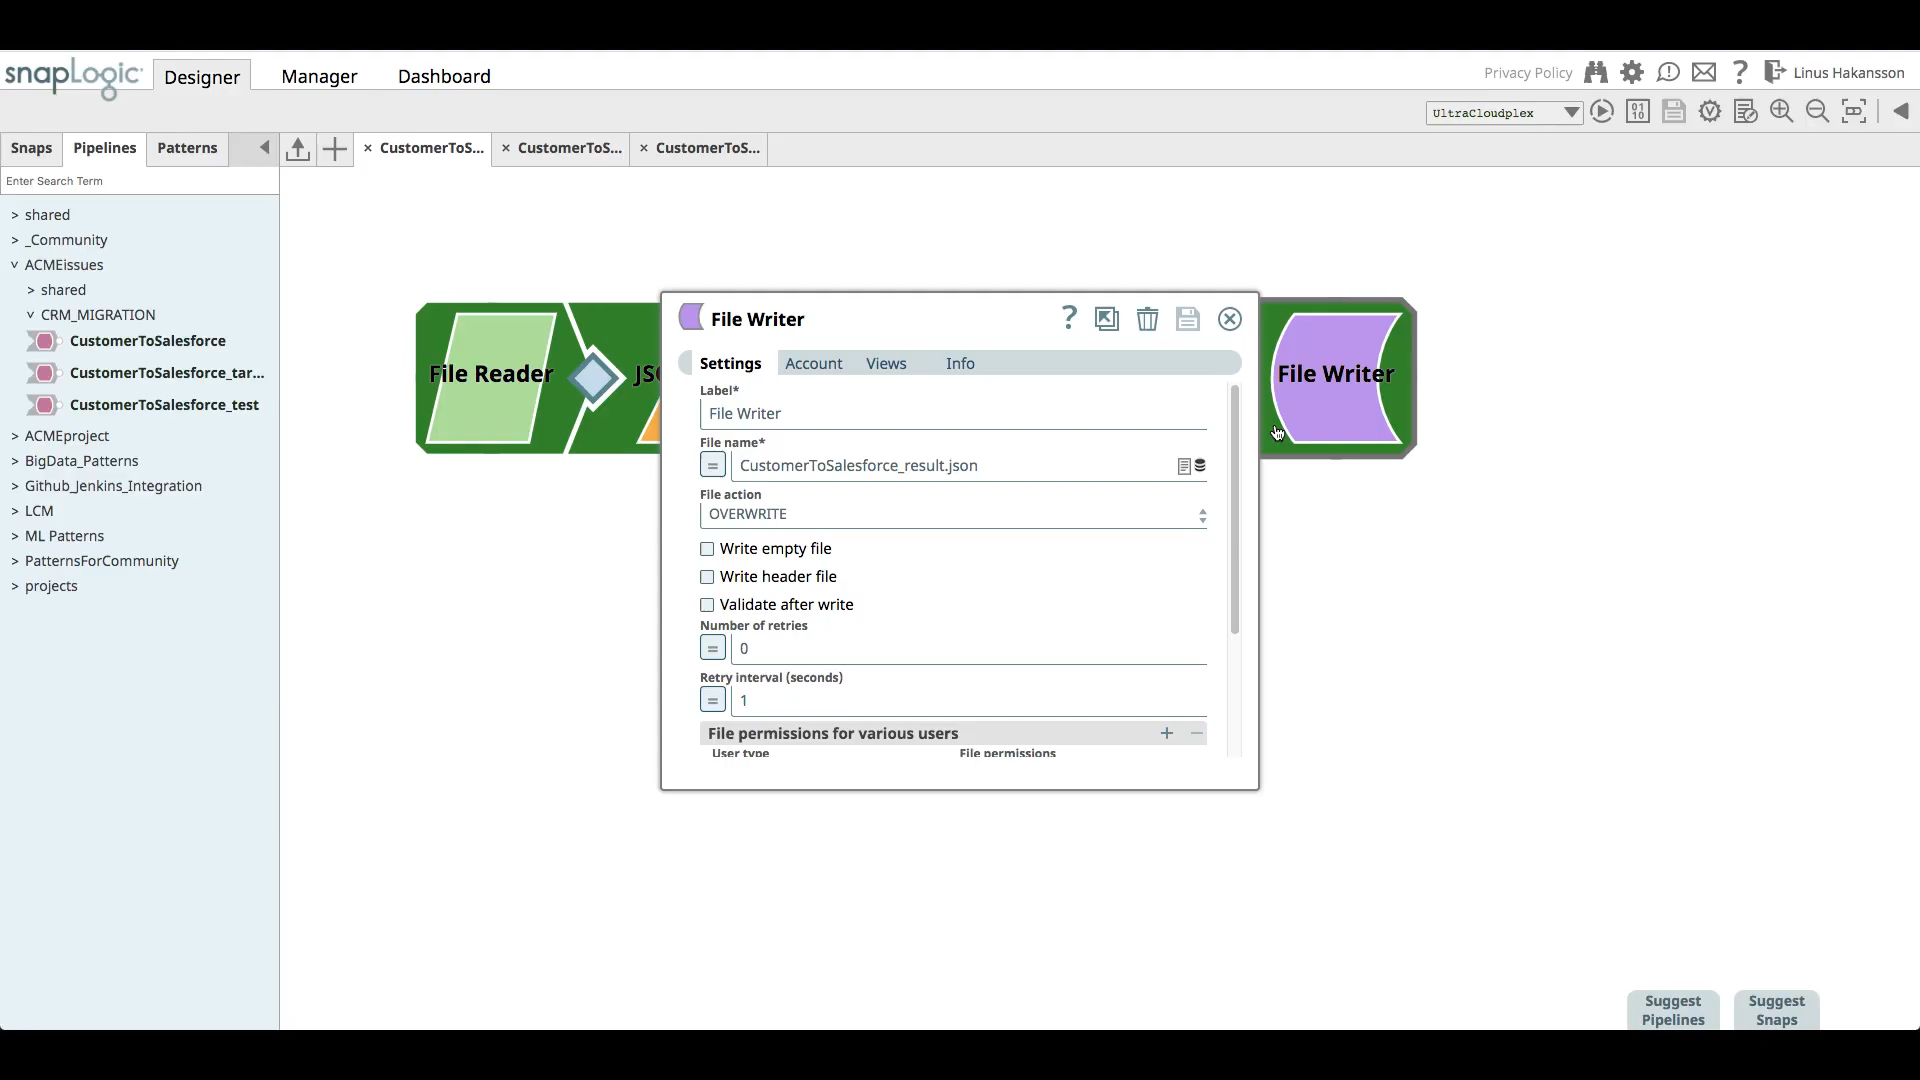 snapLogic
Designer
Manager
Dashboard
Privacy Policy
Linus Hakansson
UltraCloudplex
Snaps
Pipelines
Patterns
CustomerToS...
CustomerToS...
CustomerToS...
Enter Search Term
> shared
> _Community
ACMEissues
> shared
CRM_MIGRATION
CustomerToSalesforce
CustomerToSalesforce_tar...
CustomerToSalesforce_test
> ACMEproject
> BigData_Patterns
> Github_Jenkins_Integration
> LCM
> ML Patterns
> PatternsForCommunity
> projects
File Reader
JSO
File Writer
File Writer
Settings
Account
Views
Info
Label*
File Writer
File name*
= CustomerToSalesforce_result.json
File action
OVERWRITE
Write empty file
Write header file
Validate after write
Number of retries
= 0
Retry interval (seconds)
= 1
File permissions for various users
User type
File permissions
Suggest
Pipelines
Suggest
Snaps